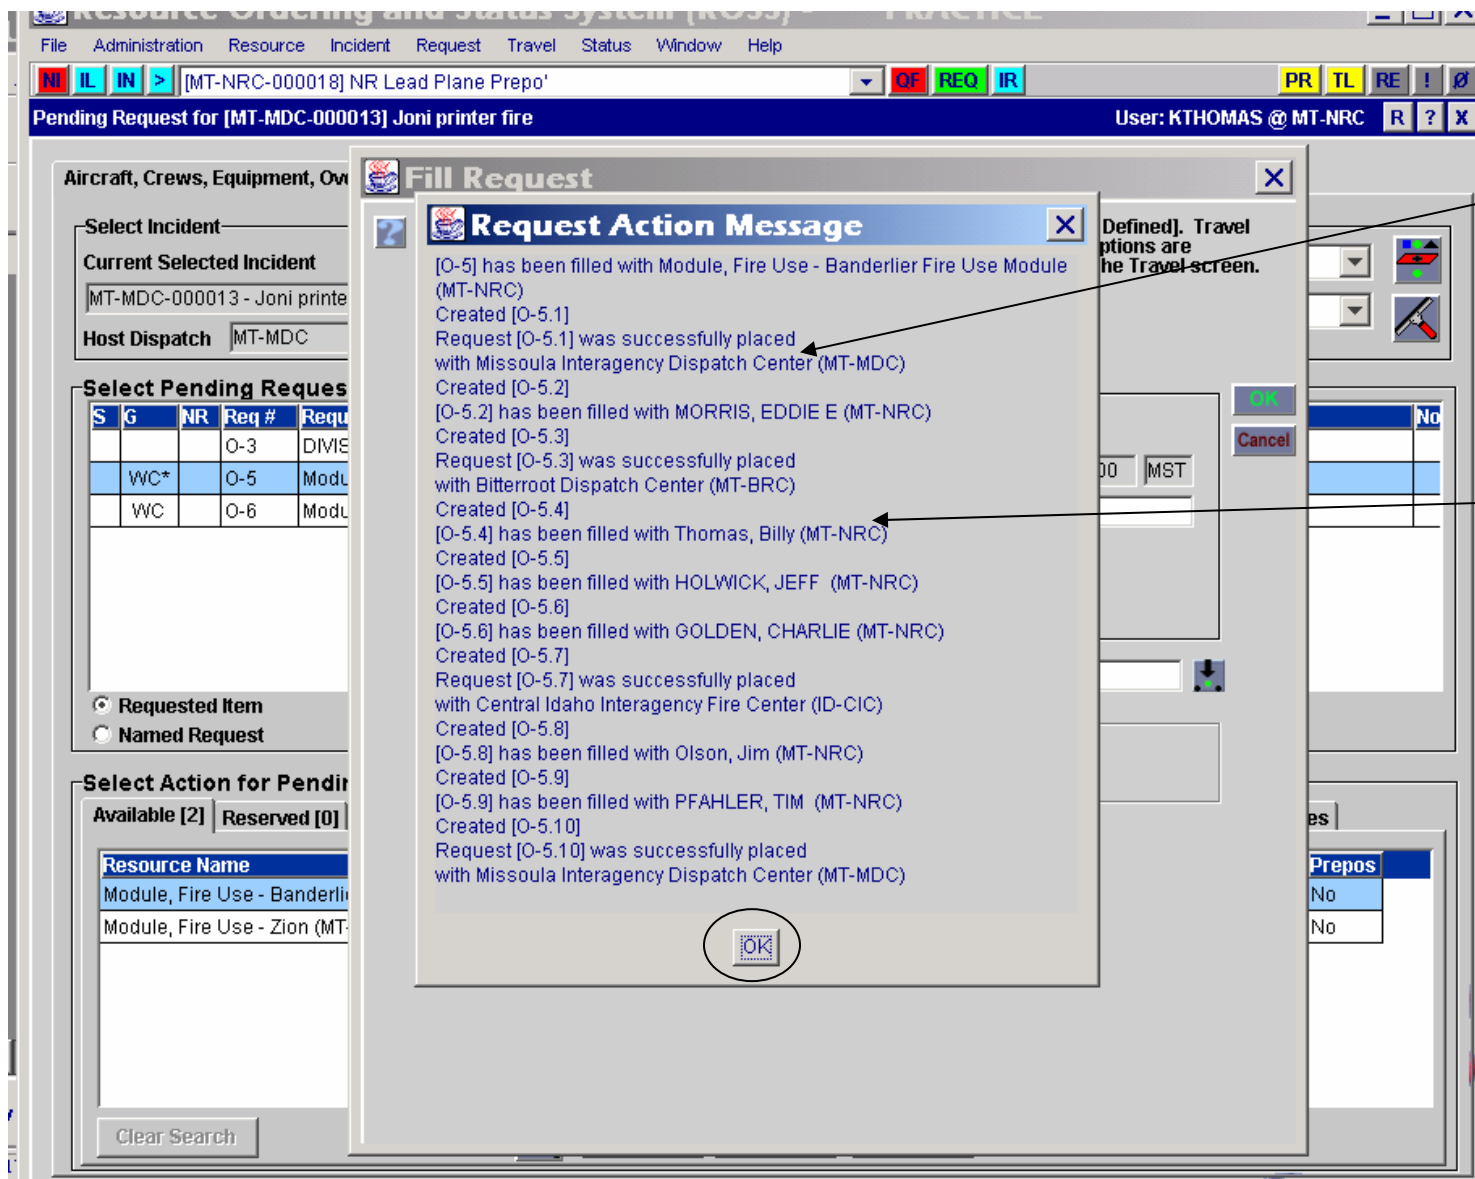 Resource Ordering and Status System (ROSS) - PRACTICE
File Administration Resource Incident Request Travel Status Window Help
NI IL IN > [MT-NRC-000018] NR Lead Plane Prepo' QF REQ IR PR TL RE ! Ø
Pending Request for [MT-MDC-000013] Joni printer fire User: KTHOMAS @ MT-NRC R ? X
Aircraft, Crews, Equipment, Ove
Fill Request
Select Incident
Current Selected Incident
MT-MDC-000013 - Joni printe
Host Dispatch MT-MDC
Defined]. Travel
ptions are
he Travel screen.
Request Action Message
[O-5] has been filled with Module, Fire Use - Banderlier Fire Use Module
(MT-NRC)
Created [O-5.1]
Request [O-5.1] was successfully placed
with Missoula Interagency Dispatch Center (MT-MDC)
Created [O-5.2]
[O-5.2] has been filled with MORRIS, EDDIE E (MT-NRC)
Created [O-5.3]
Request [O-5.3] was successfully placed
with Bitterroot Dispatch Center (MT-BRC)
Created [O-5.4]
[O-5.4] has been filled with Thomas, Billy (MT-NRC)
Created [O-5.5]
[O-5.5] has been filled with HOLWICK, JEFF (MT-NRC)
Created [O-5.6]
[O-5.6] has been filled with GOLDEN, CHARLIE (MT-NRC)
Created [O-5.7]
Request [O-5.7] was successfully placed
with Central Idaho Interagency Fire Center (ID-CIC)
Created [O-5.8]
[O-5.8] has been filled with Olson, Jim (MT-NRC)
Created [O-5.9]
[O-5.9] has been filled with PFAHLER, TIM (MT-NRC)
Created [O-5.10]
Request [O-5.10] was successfully placed
with Missoula Interagency Dispatch Center (MT-MDC)
OK
Select Pending Reques
S G NR Req # Requ No
O-3 DIVIS
WC* O-5 Modu
WC O-6 Modu
OK
Cancel
00 MST
Requested Item
Named Request
Select Action for Pendin
Available [2] Reserved [0] es
Resource Name Prepos
Module, Fire Use - Banderlie No
Module, Fire Use - Zion (MT- No
Clear Search